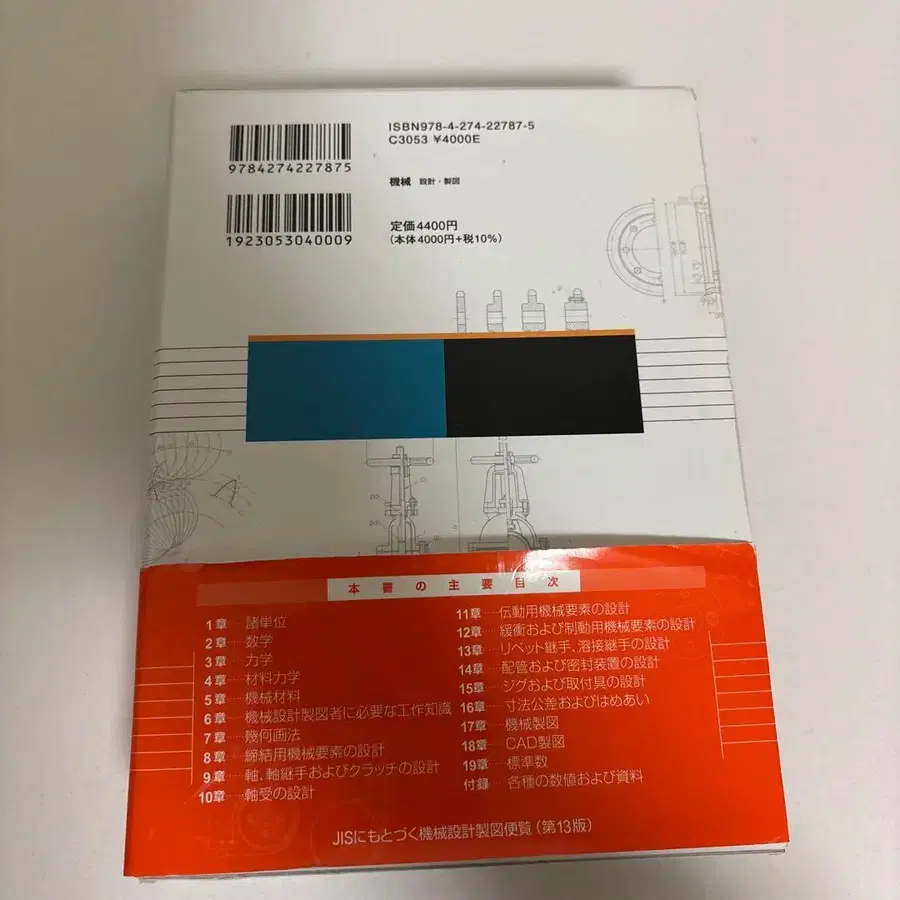 ISBN978-4-274-22787-5
C3053 ¥4000E
9784274227875
機械 設計・製図
1923053040009
定価4400円
(本体4000円+税10%)
本書の主要目次
1章 諸単位
2章 数学
3章 力学
4章 材料力学
5章 機械材料
6章 機械設計製図者に必要な工作知識
7章 幾何画法
8章 締結用機械要素の設計
9章 軸、軸継手およびクラッチの設計
10章 軸受の設計
11章 伝動用機械要素の設計
12章 緩衝および制動用機械要素の設計
13章 リベット継手、溶接継手の設計
14章 配管および密封装置の設計
15章 ジグおよび取付具の設計
16章 寸法公差およびはめあい
17章 機械製図
18章 CAD製図
19章 標準数
付録 各種の数値および資料
JISにもとづく機械設計製図便覧(第13版)